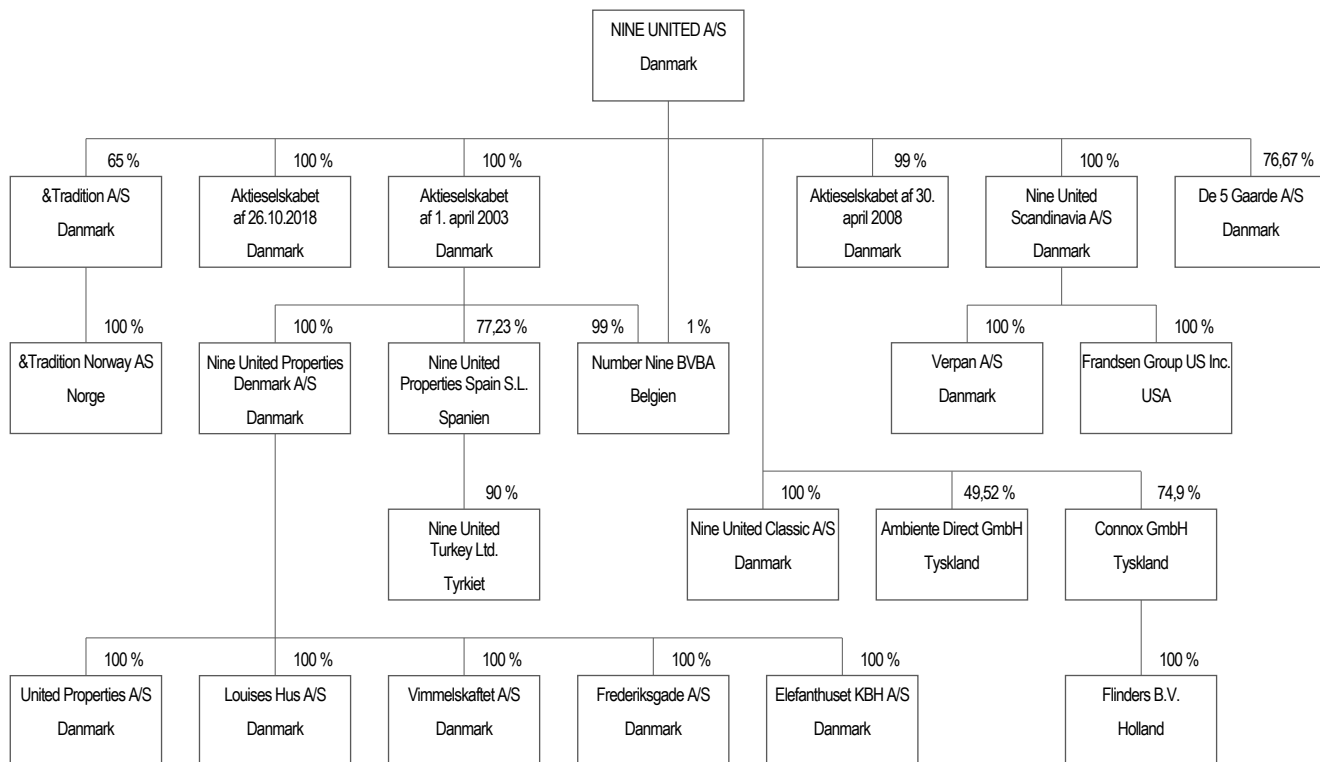 NINE UNITED A/S
Danmark
65 %
100 %
100 %
99 %
100 %
76,67 %
&Tradition A/S
Danmark
Aktieselskabet
af 26.10.2018
Danmark
Aktieselskabet
af 1. april 2003
Danmark
Aktieselskabet af 30.
april 2008
Danmark
Nine United
Scandinavia A/S
Danmark
De 5 Gaarde A/S
Danmark
100 %
100 %
77,23 %
99 %
1 %
100 %
100 %
&Tradition Norway AS
Norge
Nine United Properties
Denmark A/S
Danmark
Nine United
Properties Spain S.L.
Spanien
Number Nine BVBA
Belgien
Verpan A/S
Danmark
Frandsen Group US Inc.
USA
90 %
100 %
49,52 %
74,9 %
Nine United
Turkey Ltd.
Tyrkiet
Nine United Classic A/S
Danmark
Ambiente Direct GmbH
Tyskland
Connox GmbH
Tyskland
100 %
100 %
100 %
100 %
100 %
100 %
United Properties A/S
Danmark
Louises Hus A/S
Danmark
Vimmelskaftet A/S
Danmark
Frederiksgade A/S
Danmark
Elefanthuset KBH A/S
Danmark
Flinders B.V.
Holland